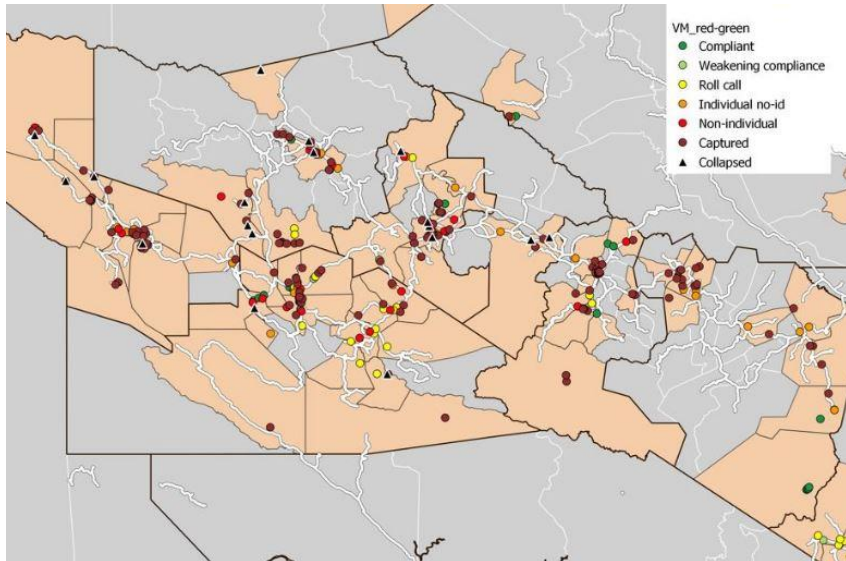 VM_red-green
Compliant
Weakening compliance
Roll call
Individual no-id
Non-individual
Captured
Collapsed